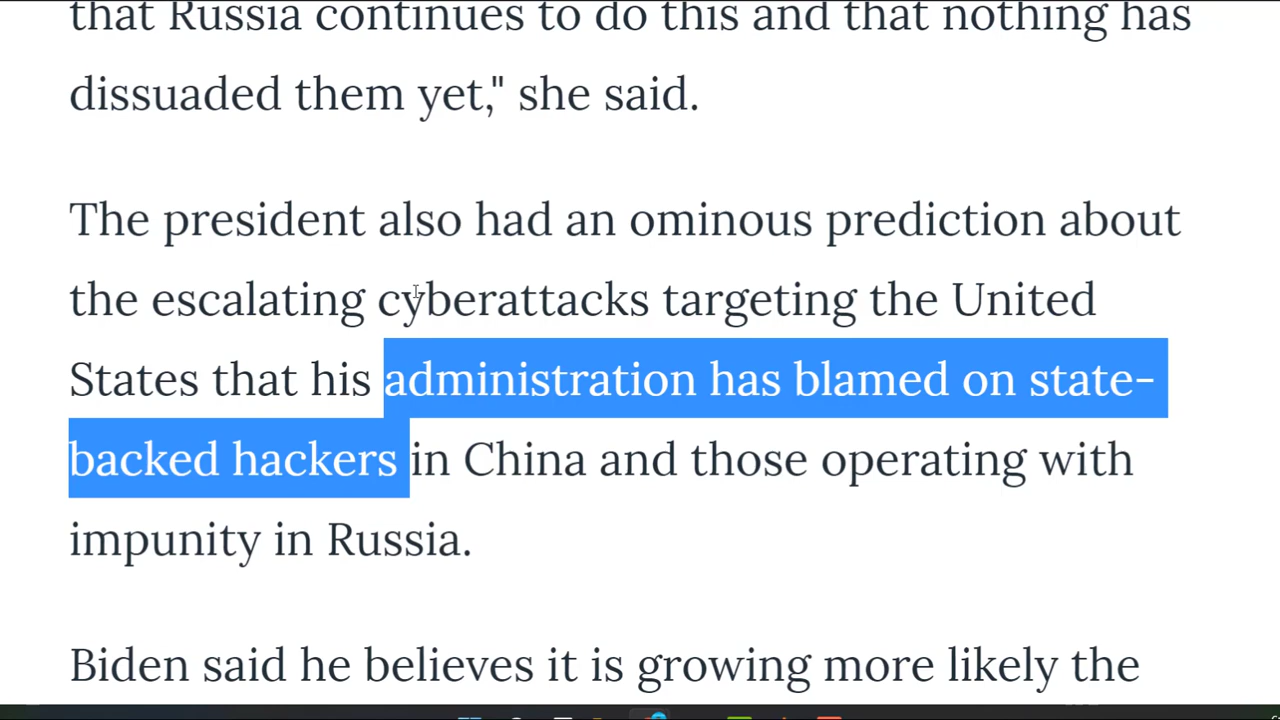 that Russia continues to do this and that nothing has
dissuaded them yet," she said.
The president also had an ominous prediction about
the escalating cyberattacks targeting the United
States that his administration has blamed on state-
backed hackers in China and those operating with
impunity in Russia.
Biden said he believes it is growing more likely the